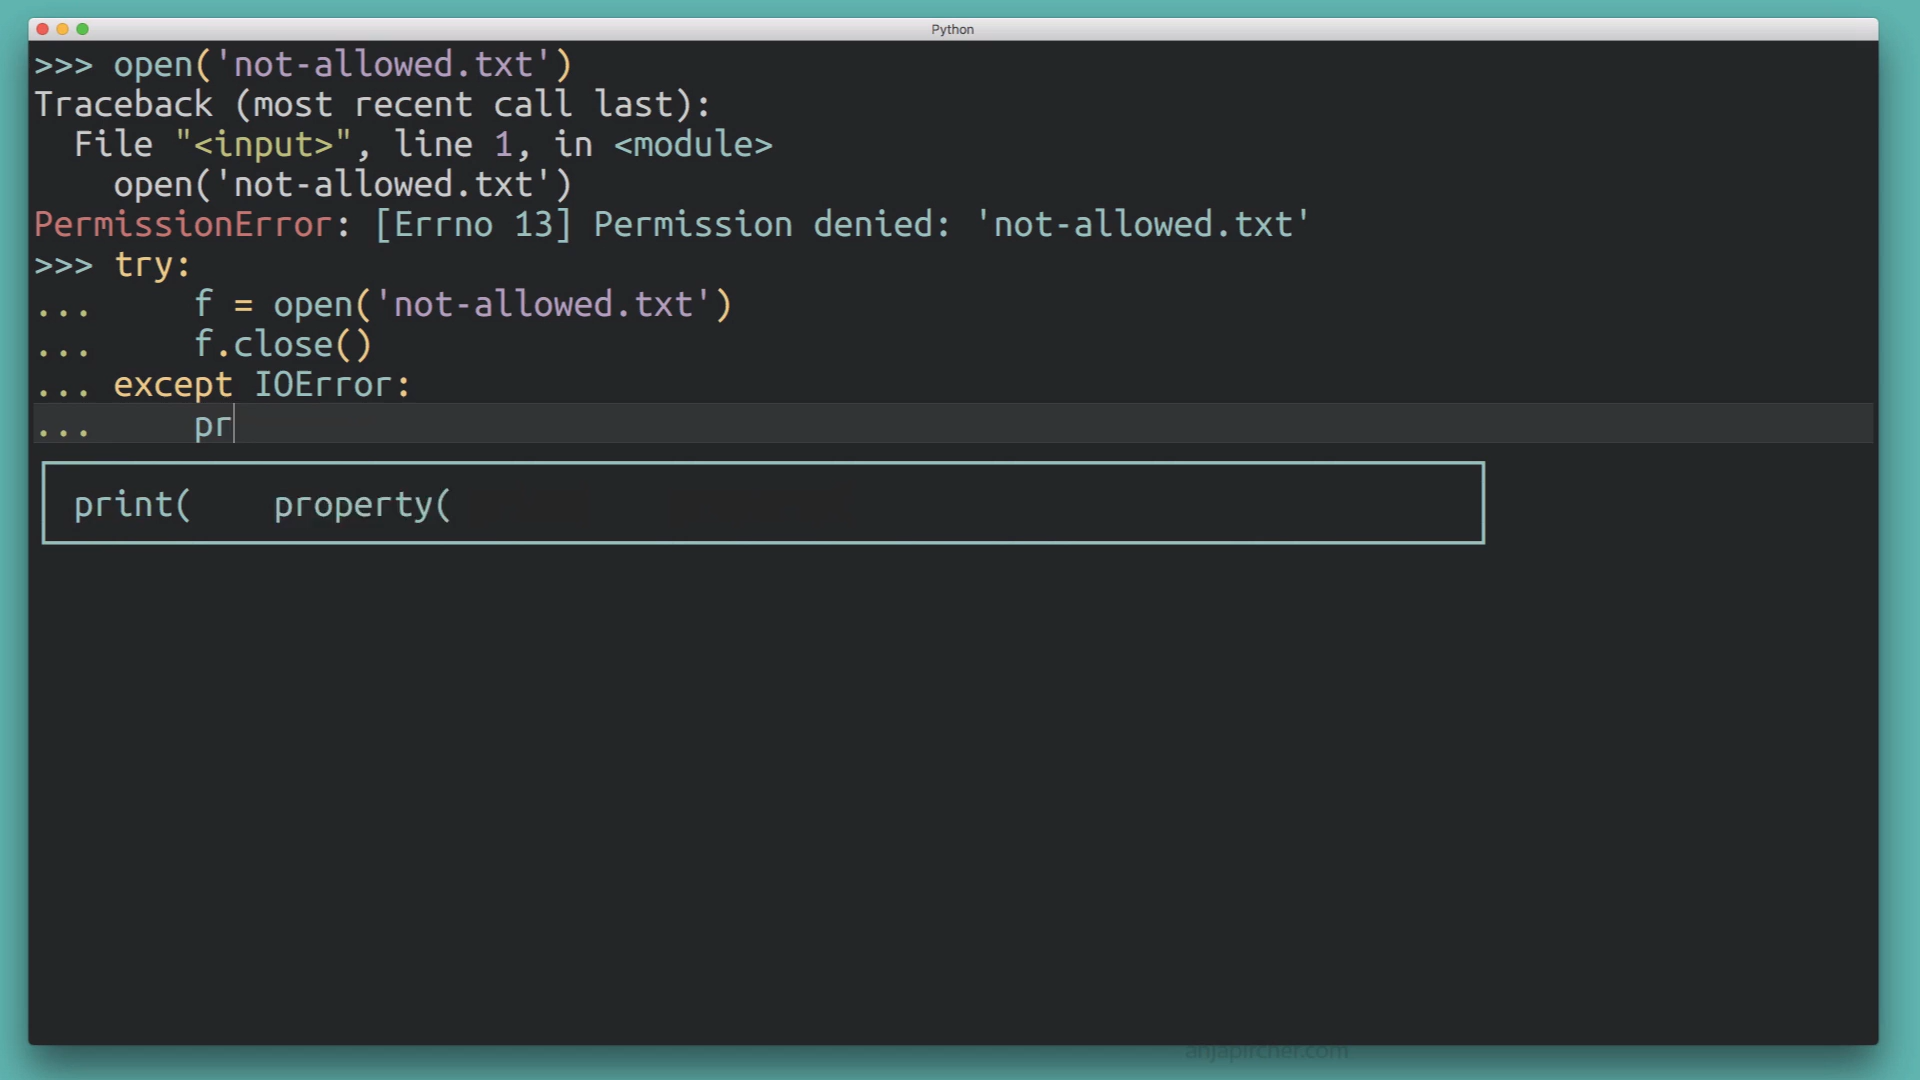 Python
>>> open('not-allowed.txt')
Traceback (most recent call last):
  File "<input>", line 1, in <module>
    open('not-allowed.txt')
PermissionError: [Errno 13] Permission denied: 'not-allowed.txt'
>>> try:
...     f = open('not-allowed.txt')
...     f.close()
... except IOError:
...     pr
print(    property(
anjapircher.com